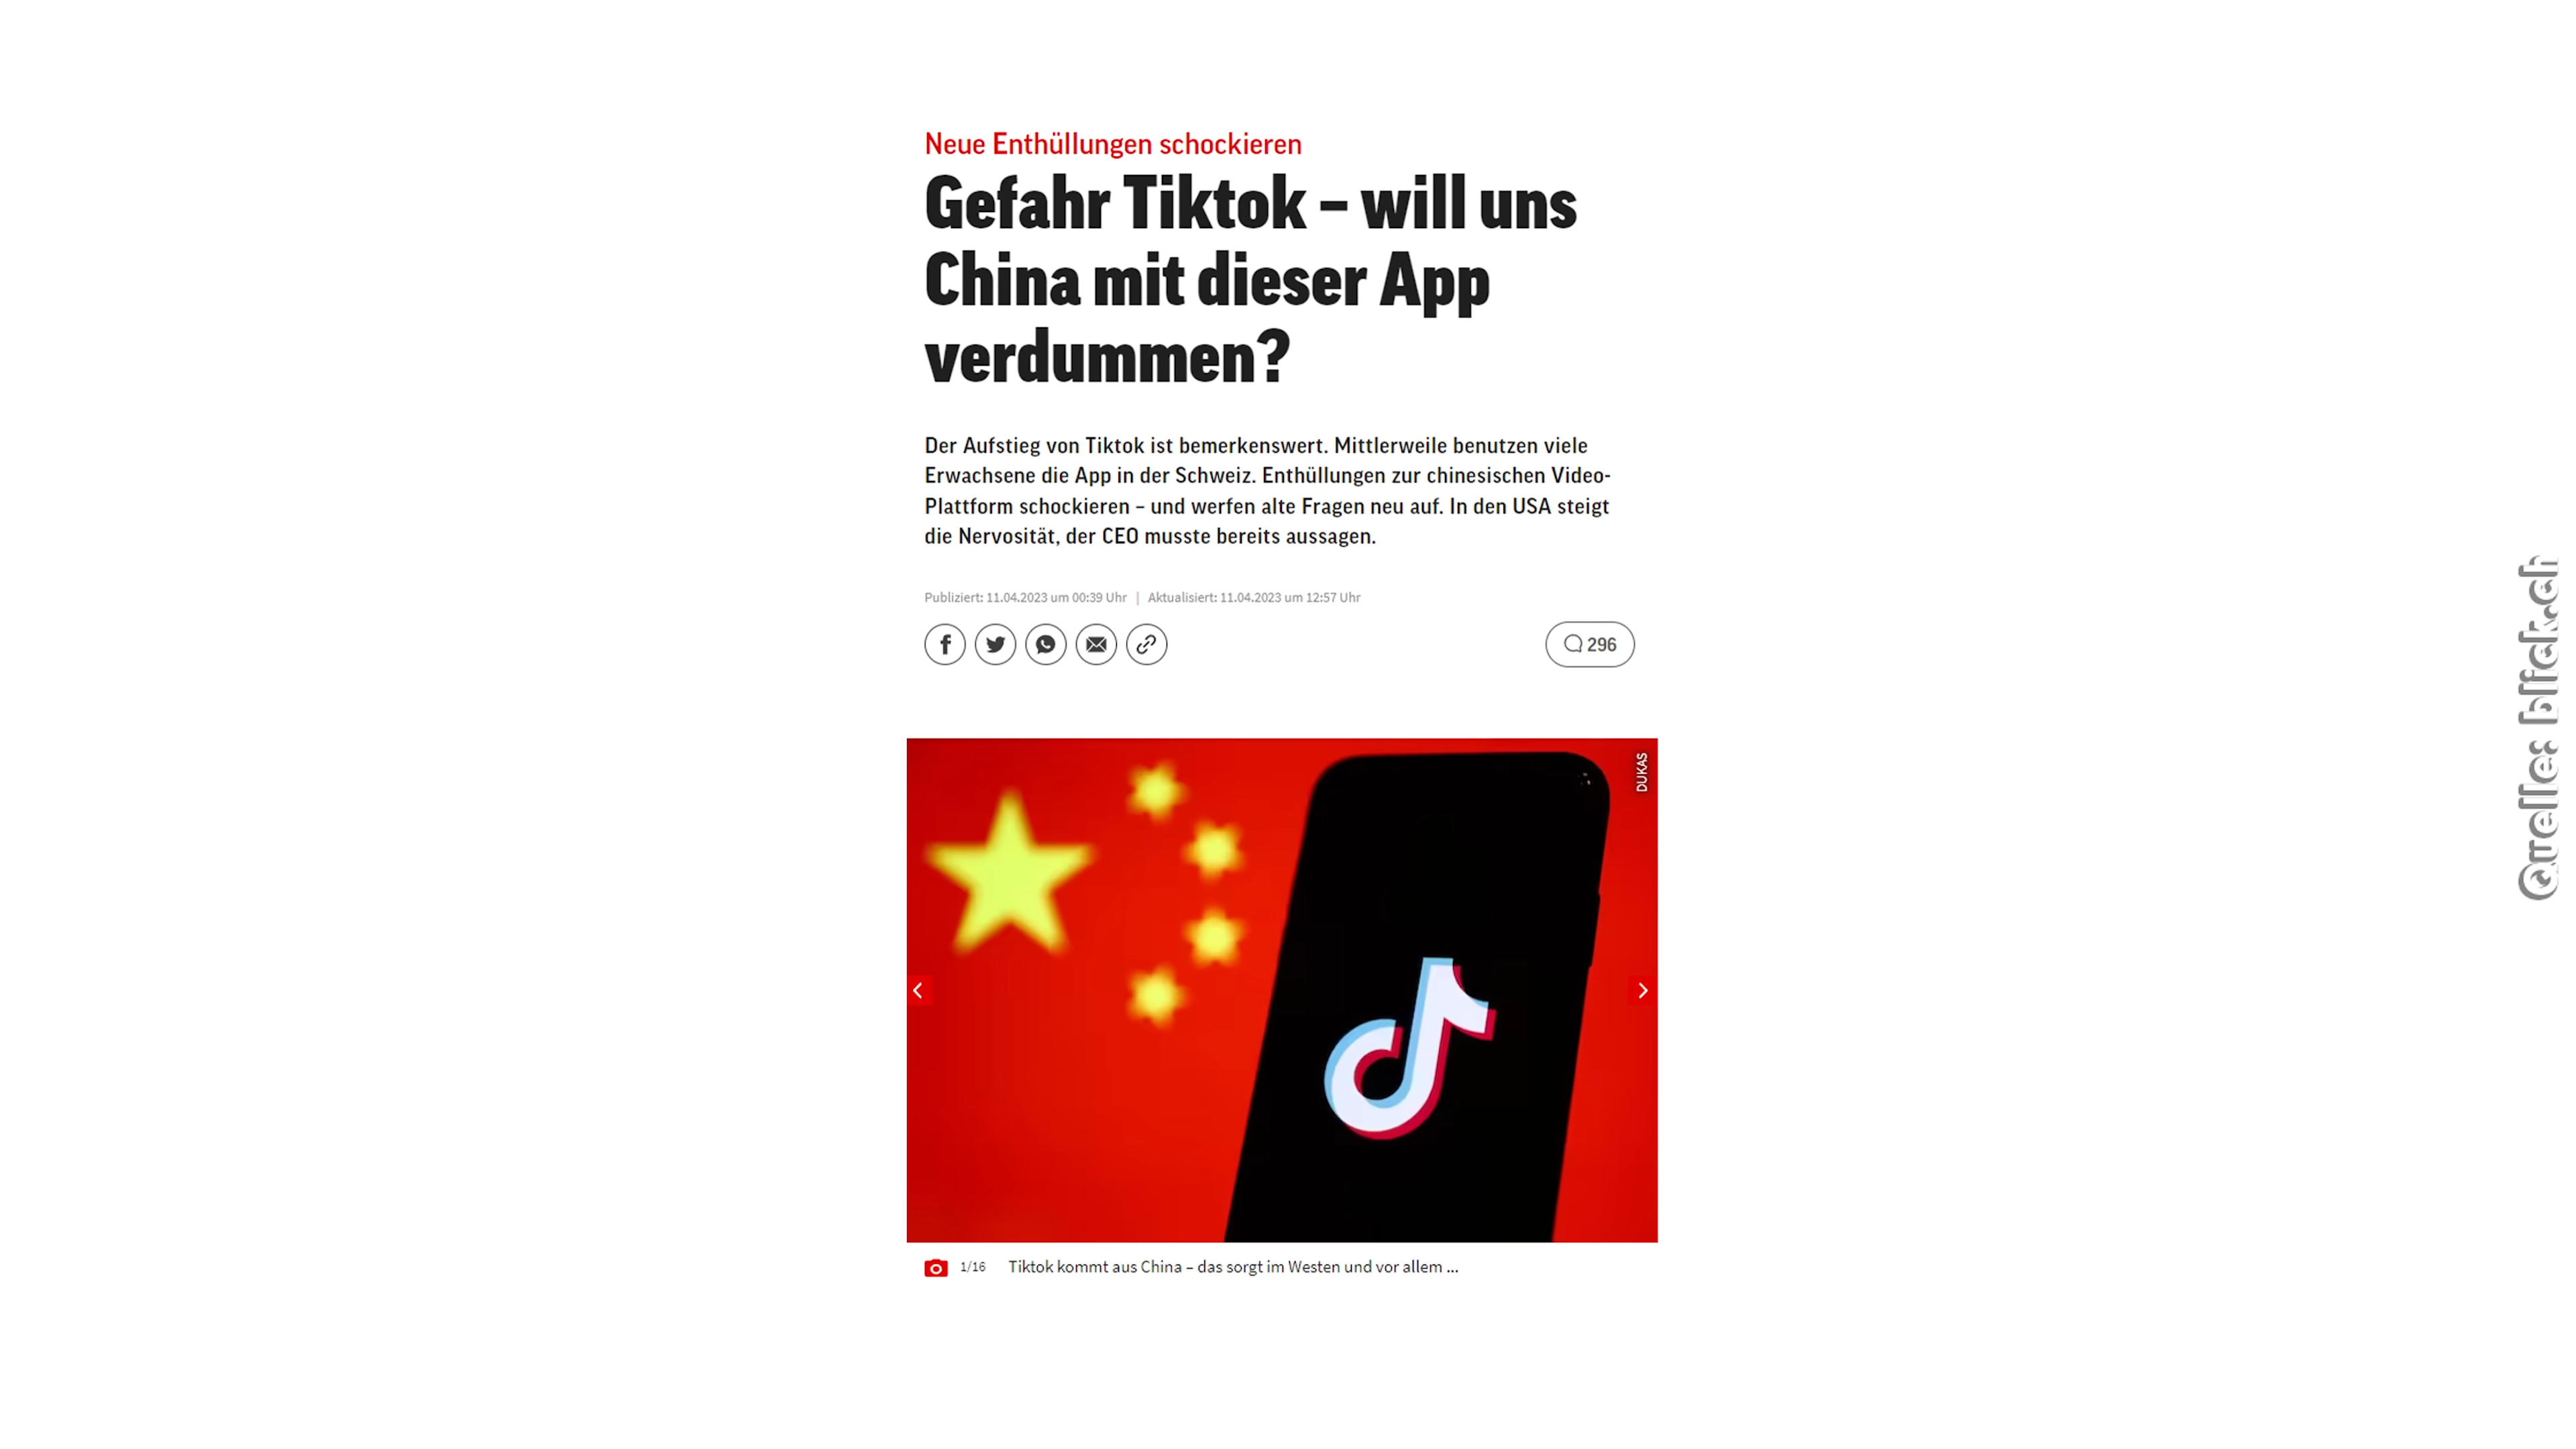 Neue Enthüllungen schockieren
Gefahr Tiktok – will uns
China mit dieser App
verdummen?
Der Aufstieg von Tiktok ist bemerkenswert. Mittlerweile benutzen viele
Erwachsene die App in der Schweiz. Enthüllungen zur chinesischen Video-
Plattform schockieren – und werfen alte Fragen neu auf. In den USA steigt
die Nervosität, der CEO musste bereits aussagen.
Publiziert: 11.04.2023 um 00:39 Uhr | Aktualisiert: 11.04.2023 um 12:57 Uhr
296
DUKAS
1/16 Tiktok kommt aus China – das sorgt im Westen und vor allem ...
Quelle: blick.ch